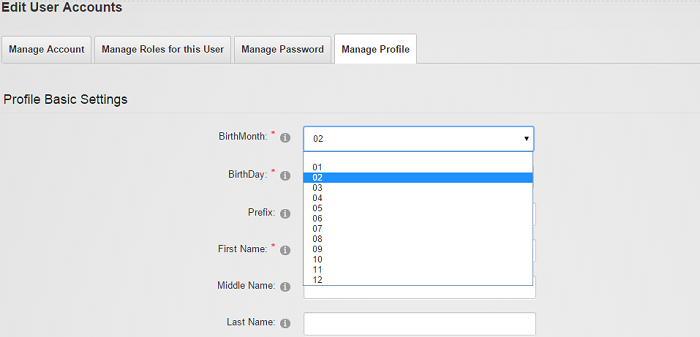 Edit User Accounts
Manage Account Manage Roles for this User Manage Password Manage Profile
Profile Basic Settings
BirthMonth: * 02
01
BirthDay: * 02
03
04
05
Prefix: 06
07
08
First Name: * 09
10
11
Middle Name: 12
Last Name: